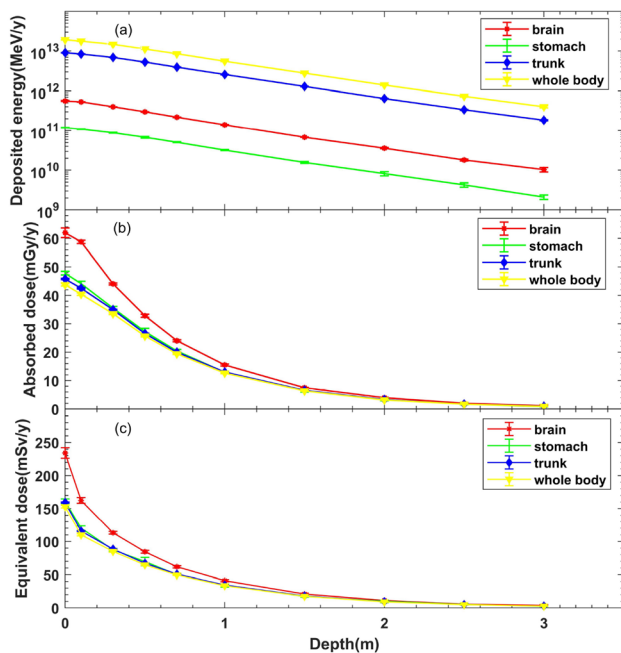 (a)
brain
stomach
trunk
whole body
Deposited energy(MeV/y)
10^13
10^12
10^11
10^10
10^9
(b)
brain
stomach
trunk
whole body
Absorbed dose(mGy/y)
60
50
40
30
20
10
0
(c)
brain
stomach
trunk
whole body
Equivalent dose(mSv/y)
250
200
150
100
50
0
0 1 2 3
Depth(m)